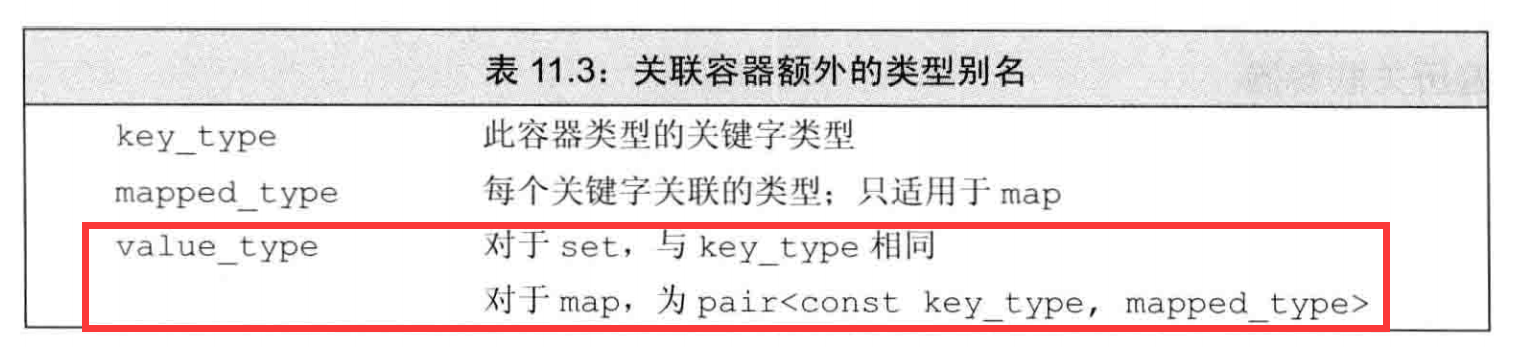 表 11.3：关联容器额外的类型别名
key_type 此容器类型的关键字类型
mapped_type 每个关键字关联的类型；只适用于 map
value_type 对于 set，与 key_type 相同
对于 map，为 pair<const key_type, mapped_type>